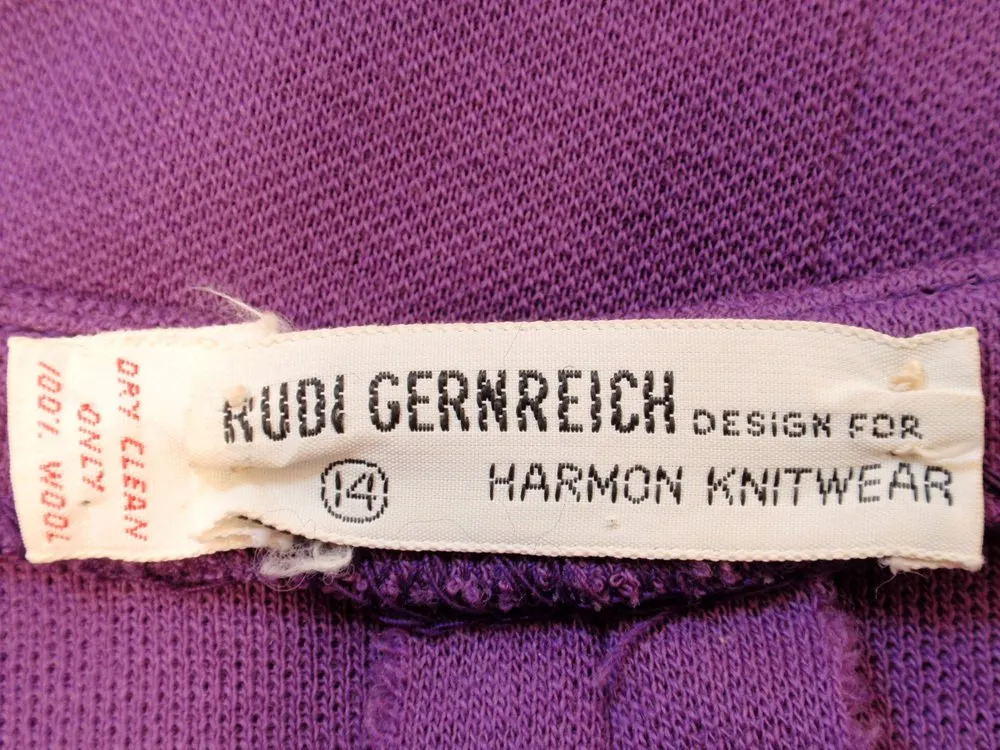 RUDI GERNREICH DESIGN FOR
HARMON KNITWEAR
14
DRY CLEAN
ONLY
100% WOOL